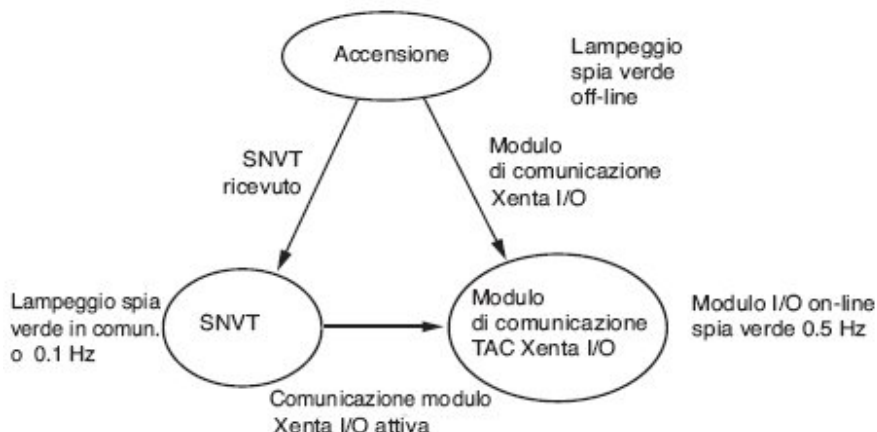 Accensione
Lampeggio
spia verde
off-line
SNVT
ricevuto
Modulo
di comunicazione
Xenta I/O
Lampeggio spia
verde in comun.
o 0.1 Hz
SNVT
Modulo
di comunicazione
TAC Xenta I/O
Modulo I/O on-line
spia verde 0.5 Hz
Comunicazione modulo
Xenta I/O attiva